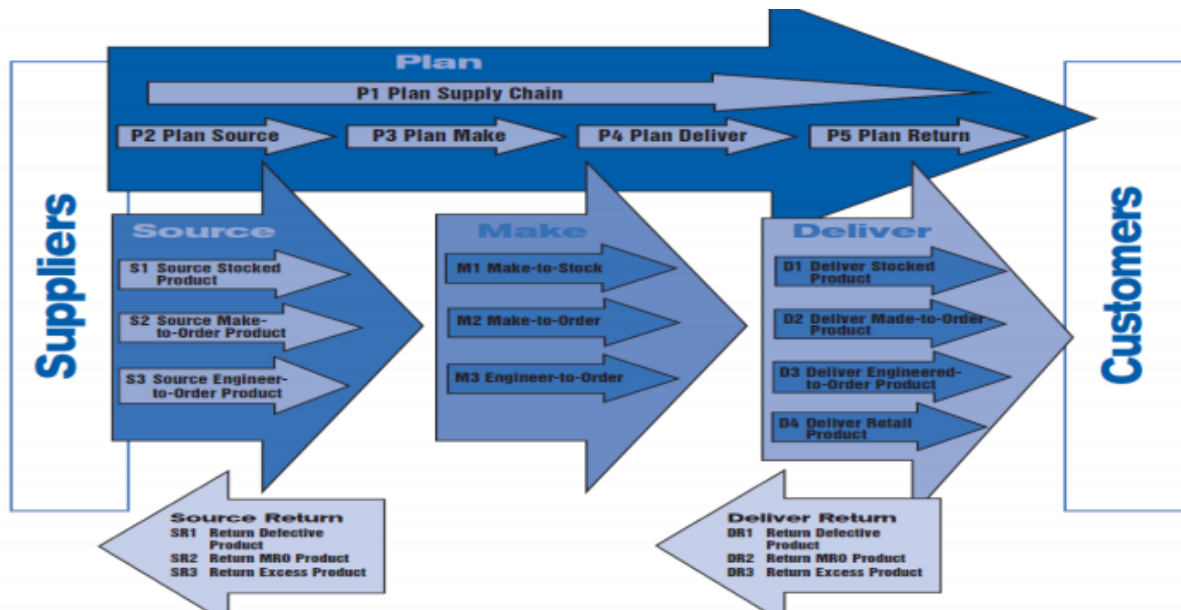 Plan
P1 Plan Supply Chain
P2 Plan Source
P3 Plan Make
P4 Plan Deliver
P5 Plan Return
Suppliers
Source
S1 Source Stocked
Product
S2 Source Make-
to-Order Product
S3 Source Engineer-
to-Order Product
Make
M1 Make-to-Stock
M2 Make-to-Order
M3 Engineer-to-Order
Deliver
D1 Deliver Stocked
Product
D2 Deliver Made-to-Order
Product
D3 Deliver Engineered-
to-Order Product
D4 Deliver Retail
Product
Customers
Source Return
SR1 Return Defective
Product
SR2 Return MRO Product
SR3 Return Excess Product
Deliver Return
DR1 Return Defective
Product
DR2 Return MRO Product
DR3 Return Excess Product